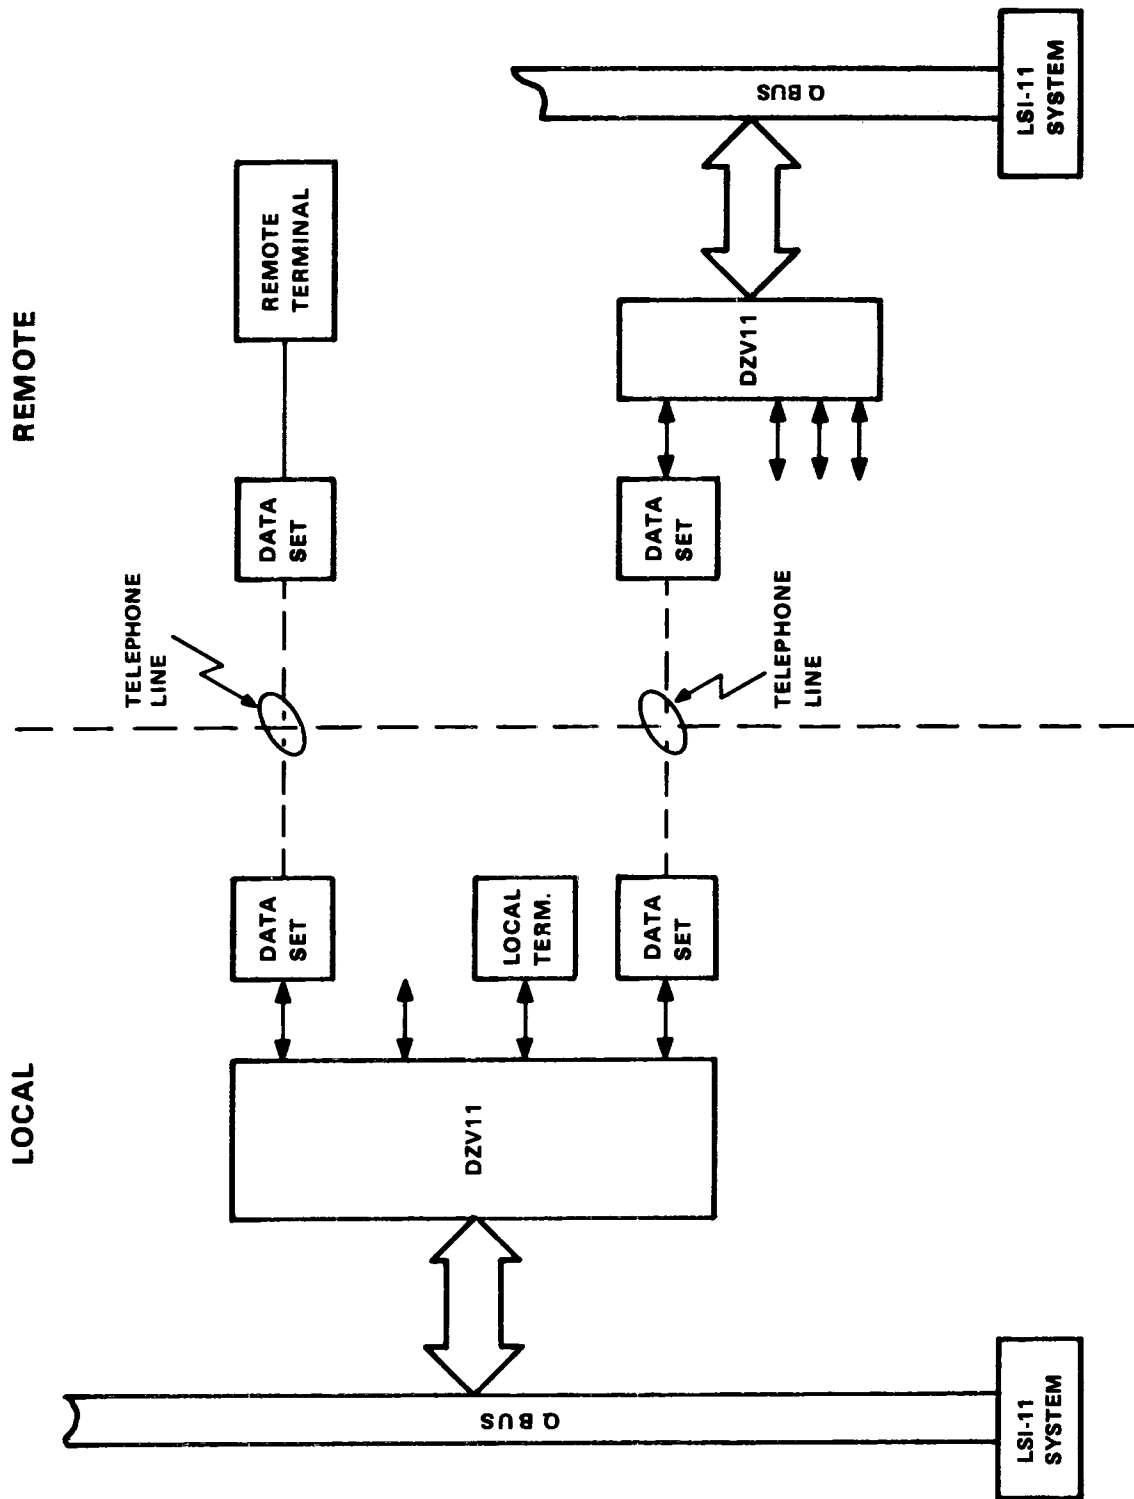 LOCAL
REMOTE
TELEPHONE
LINE
DATA
SET
DATA
SET
REMOTE
TERMINAL
LOCAL
TERM.
DZV11
Q BUS
DATA
SET
DATA
SET
TELEPHONE
LINE
DZV11
Q BUS
LSI-11
SYSTEM
LSI-11
SYSTEM